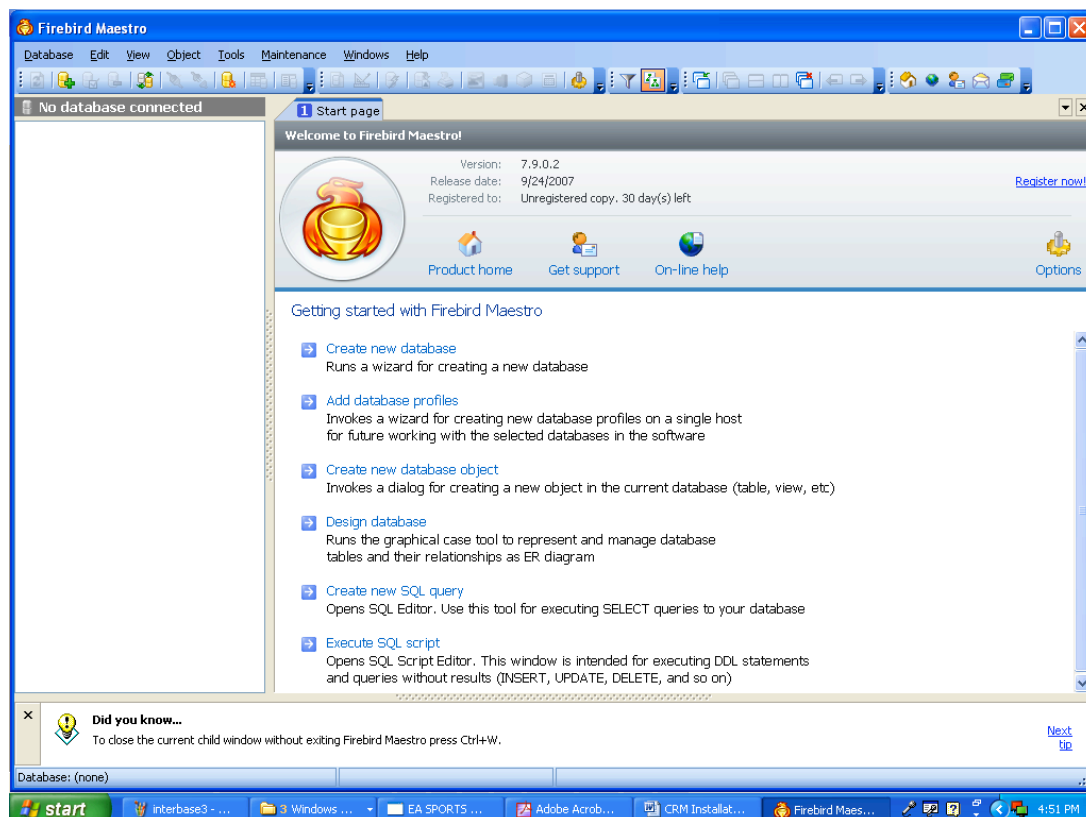 Firebird Maestro
Database Edit View Object Tools Maintenance Windows Help
No database connected
1 Start page
Welcome to Firebird Maestro!
Version: 7.9.0.2
Release date: 9/24/2007
Register now!
Registered to: Unregistered copy. 30 day(s) left
Product home Get support On-line help Options
Getting started with Firebird Maestro
Create new database
Runs a wizard for creating a new database
Add database profiles
Invokes a wizard for creating new database profiles on a single host
for future working with the selected databases in the software
Create new database object
Invokes a dialog for creating a new object in the current database (table, view, etc)
Design database
Runs the graphical case tool to represent and manage database
tables and their relationships as ER diagram
Create new SQL query
Opens SQL Editor. Use this tool for executing SELECT queries to your database
Execute SQL script
Opens SQL Script Editor. This window is intended for executing DDL statements
and queries without results (INSERT, UPDATE, DELETE, and so on)
Did you know...
To close the current child window without exiting Firebird Maestro press Ctrl+W.
Next
tip
Database: (none)
start interbase3 - ... 3 Windows ... EA SPORTS ... Adobe Acrob... CRM Installat... Firebird Maes... 4:51 PM